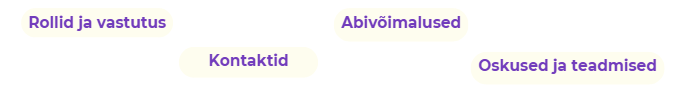 Rollid ja vastutus
Abivõimalused
Kontaktid
Oskused ja teadmised